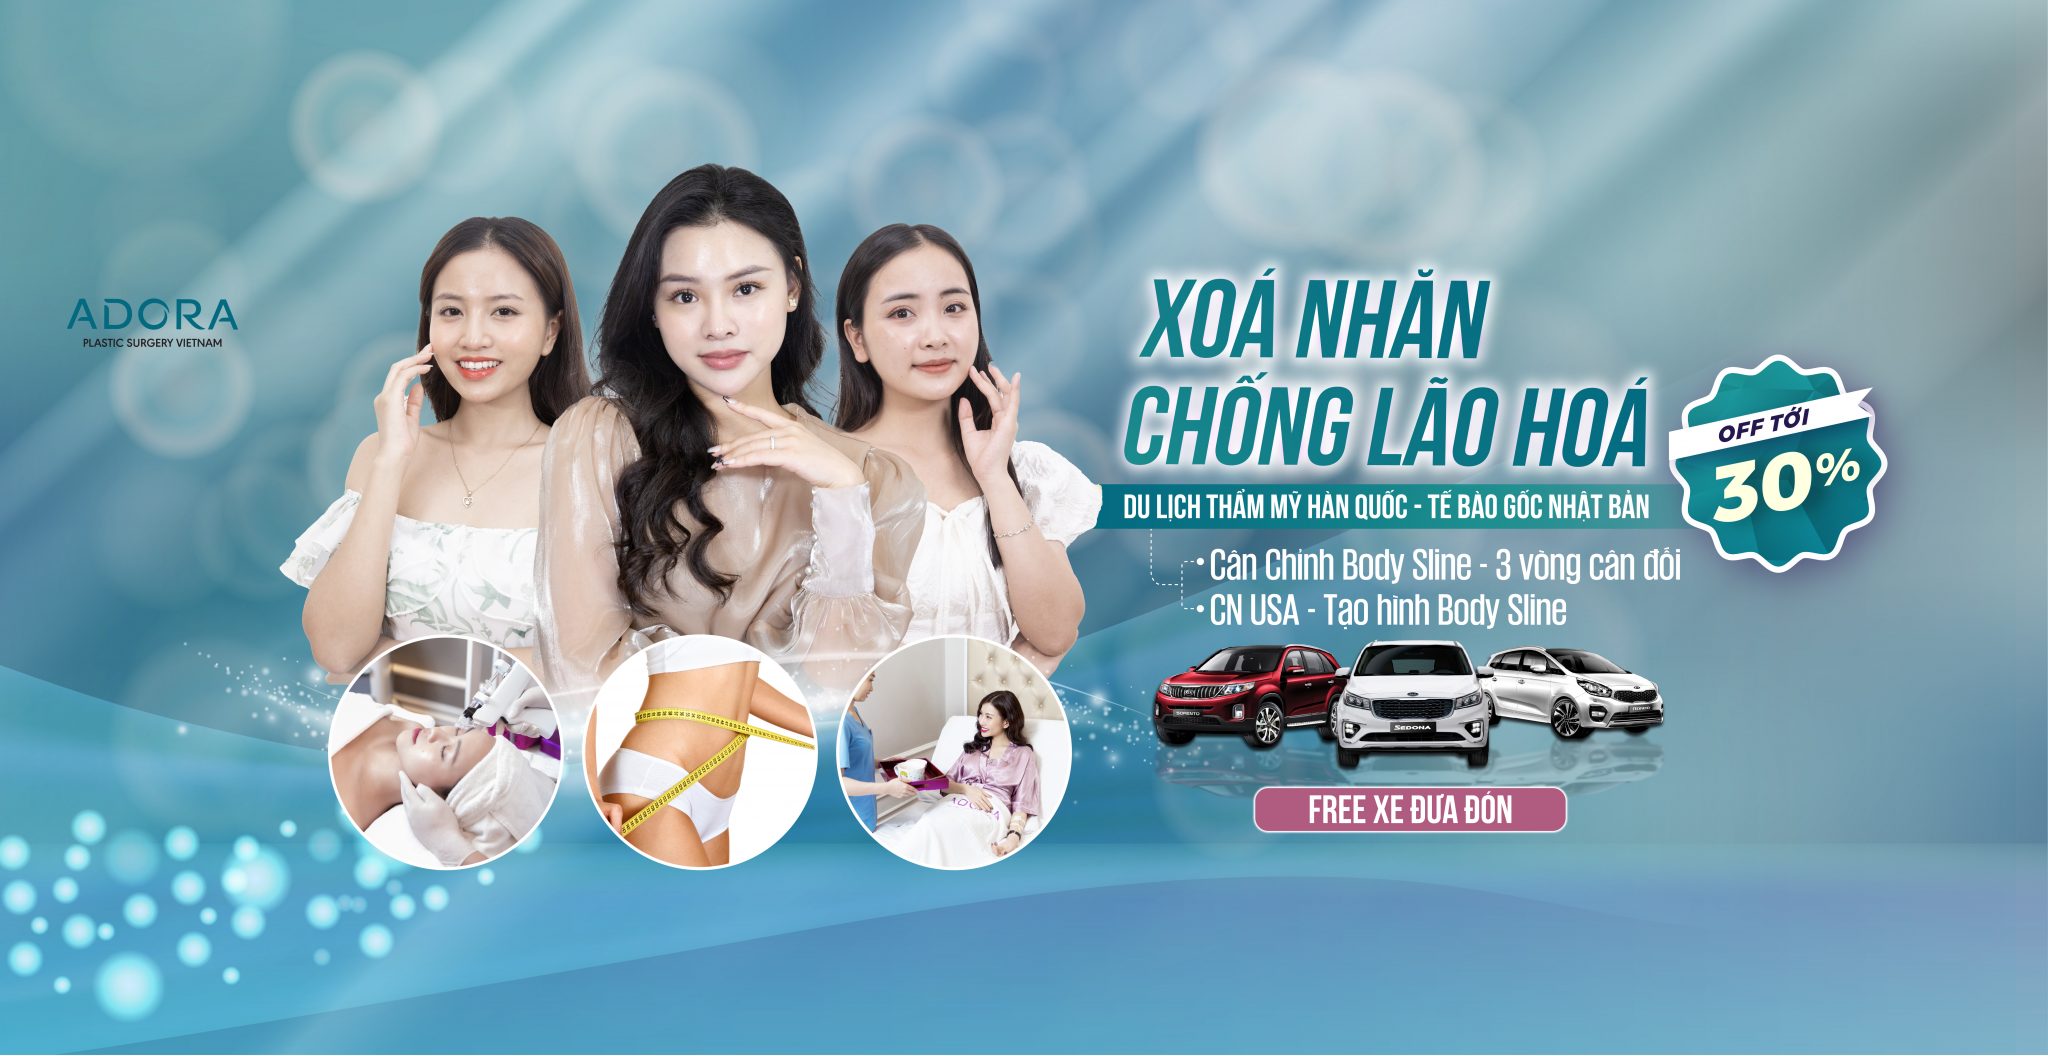 ADORA
PLASTIC SURGERY VIETNAM
XOÁ NHĂN
CHỐNG LÃO HOÁ
OFF TỚI
30%
DU LỊCH THẨM MỸ HÀN QUỐC - TẾ BÀO GỐC NHẬT BẢN
• Cân Chỉnh Body Sline - 3 vòng cân đối
• CN USA - Tạo hình Body Sline
SORENTO
SEDONA
ADORA
FREE XE ĐƯA ĐÓN